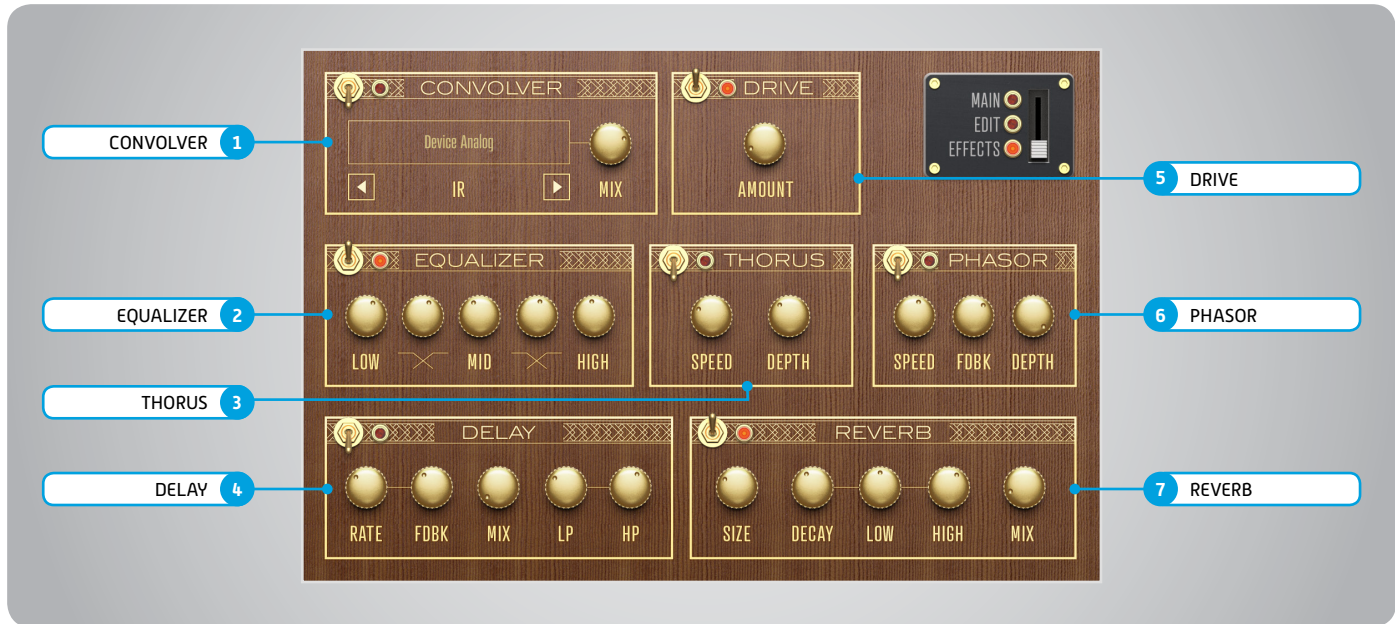 CONVOLVER
DRIVE
MAIN
EDIT
EFFECTS
CONVOLVER 1
Device Analog
IR
MIX
AMOUNT
5 DRIVE
EQUALIZER
THORUS
PHASOR
EQUALIZER 2
6 PHASOR
LOW MID HIGH
SPEED DEPTH
SPEED FDBK DEPTH
THORUS 3
DELAY
REVERB
DELAY 4
7 REVERB
RATE FDBK MIX LP HP
SIZE DECAY LOW HIGH MIX